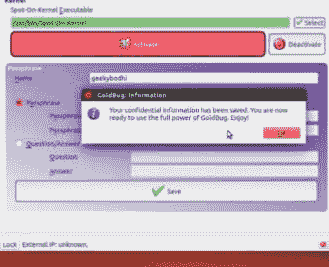 Kernel
Spot-On-Kernel Executable
Select
Activate
Deactivate
Passphrase
Name
geekybodhi
GoldBug: Information
Your confidential information has been saved. You are now
ready to use the full power of GoldBug. Enjoy!
Passphrase
Passphrase
Passphrase
Question/Answer
Question
Answer
Save
External IP: unknown.